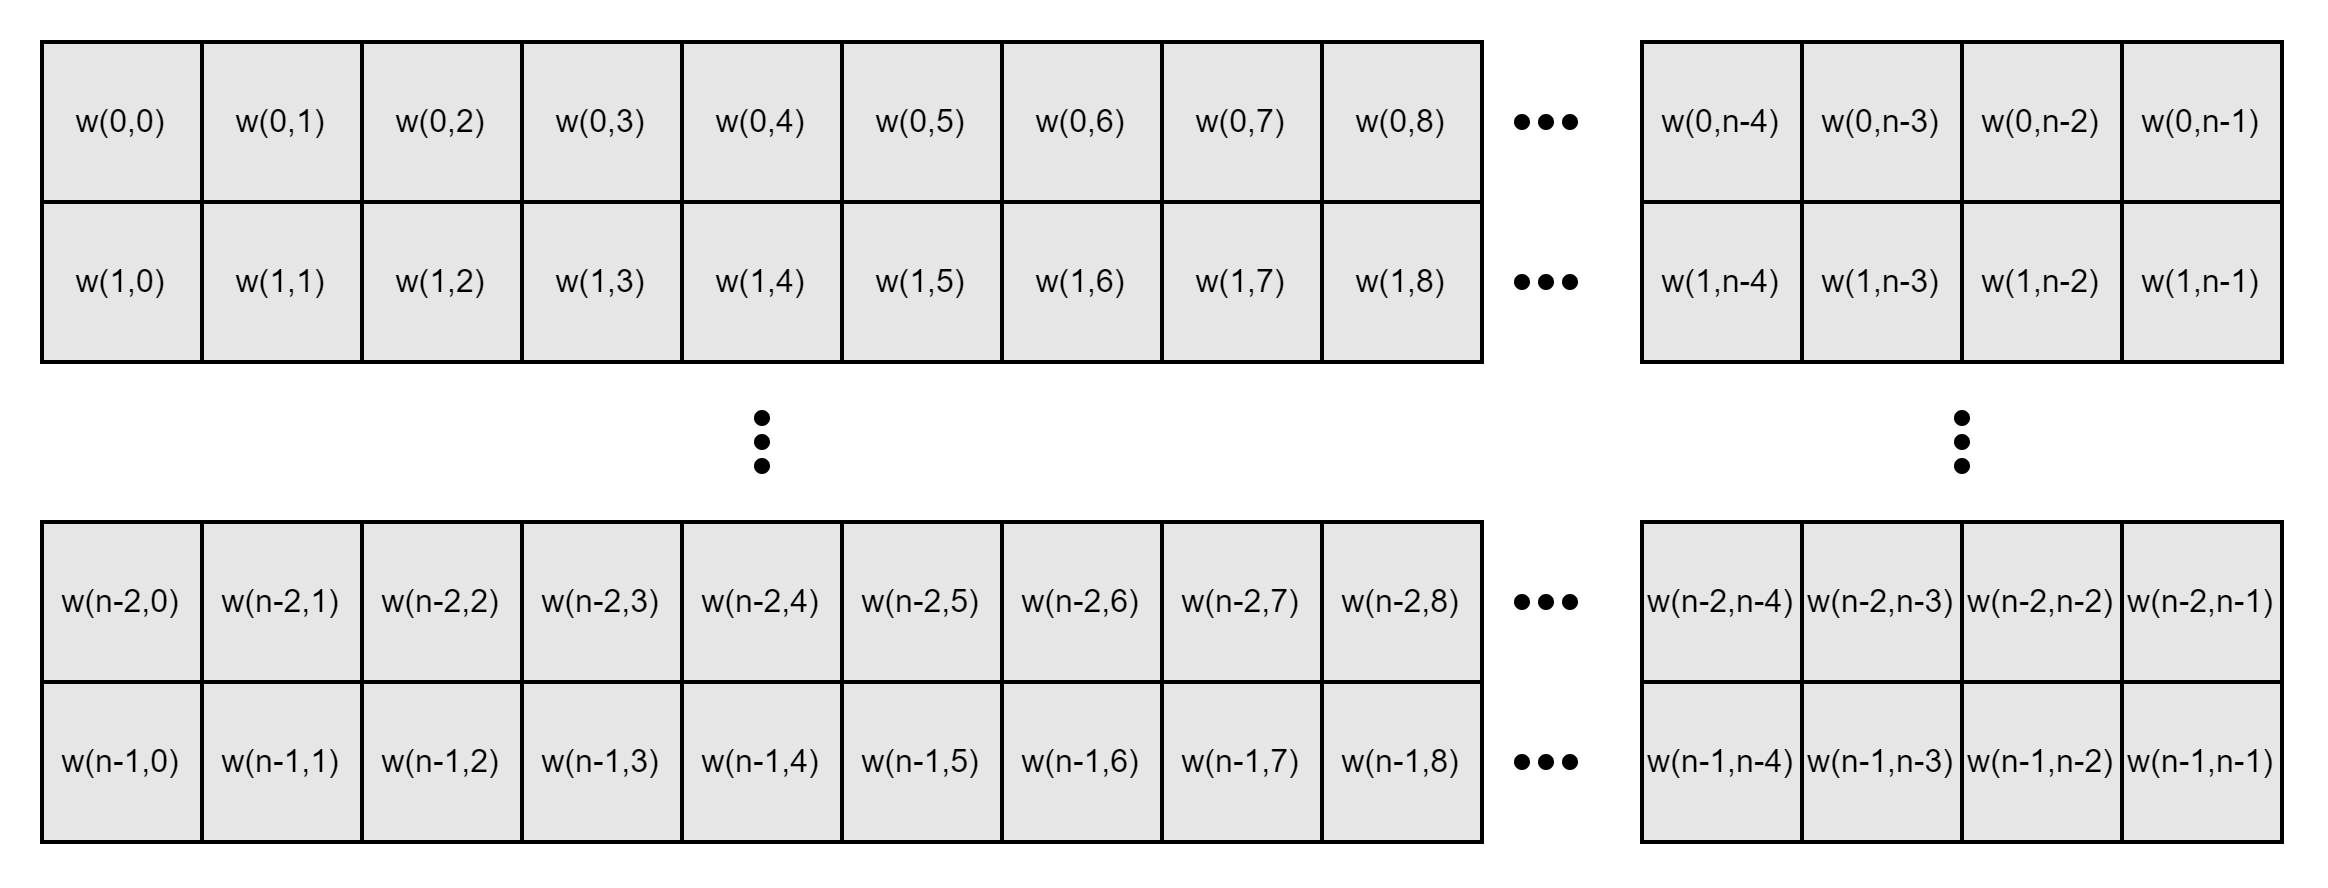 w(0,0) w(0,1) w(0,2) w(0,3) w(0,4) w(0,5) w(0,6) w(0,7) w(0,8) w(0,n-4) w(0,n-3) w(0,n-2) w(0,n-1)
w(1,0) w(1,1) w(1,2) w(1,3) w(1,4) w(1,5) w(1,6) w(1,7) w(1,8) w(1,n-4) w(1,n-3) w(1,n-2) w(1,n-1)
w(n-2,0) w(n-2,1) w(n-2,2) w(n-2,3) w(n-2,4) w(n-2,5) w(n-2,6) w(n-2,7) w(n-2,8) w(n-2,n-4) w(n-2,n-3) w(n-2,n-2) w(n-2,n-1)
w(n-1,0) w(n-1,1) w(n-1,2) w(n-1,3) w(n-1,4) w(n-1,5) w(n-1,6) w(n-1,7) w(n-1,8) w(n-1,n-4) w(n-1,n-3) w(n-1,n-2) w(n-1,n-1)